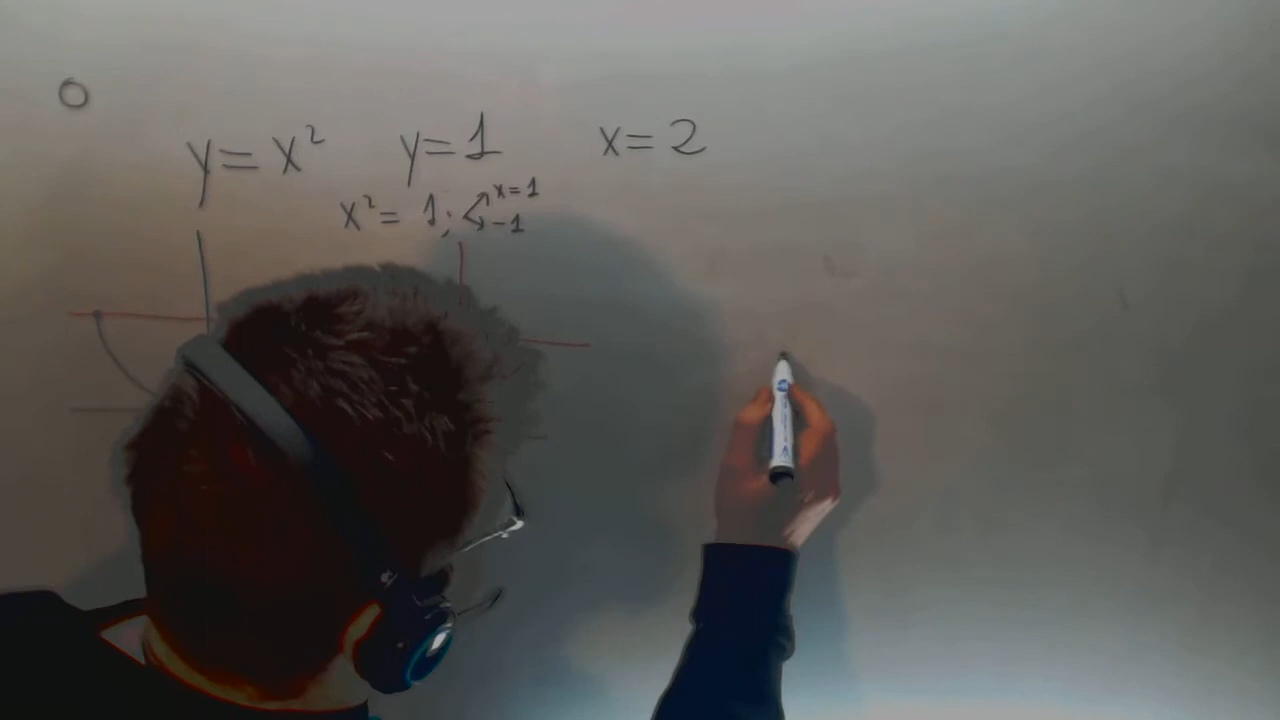 y = x² y = 1 x = 2
x² = 1; x = 1
-1